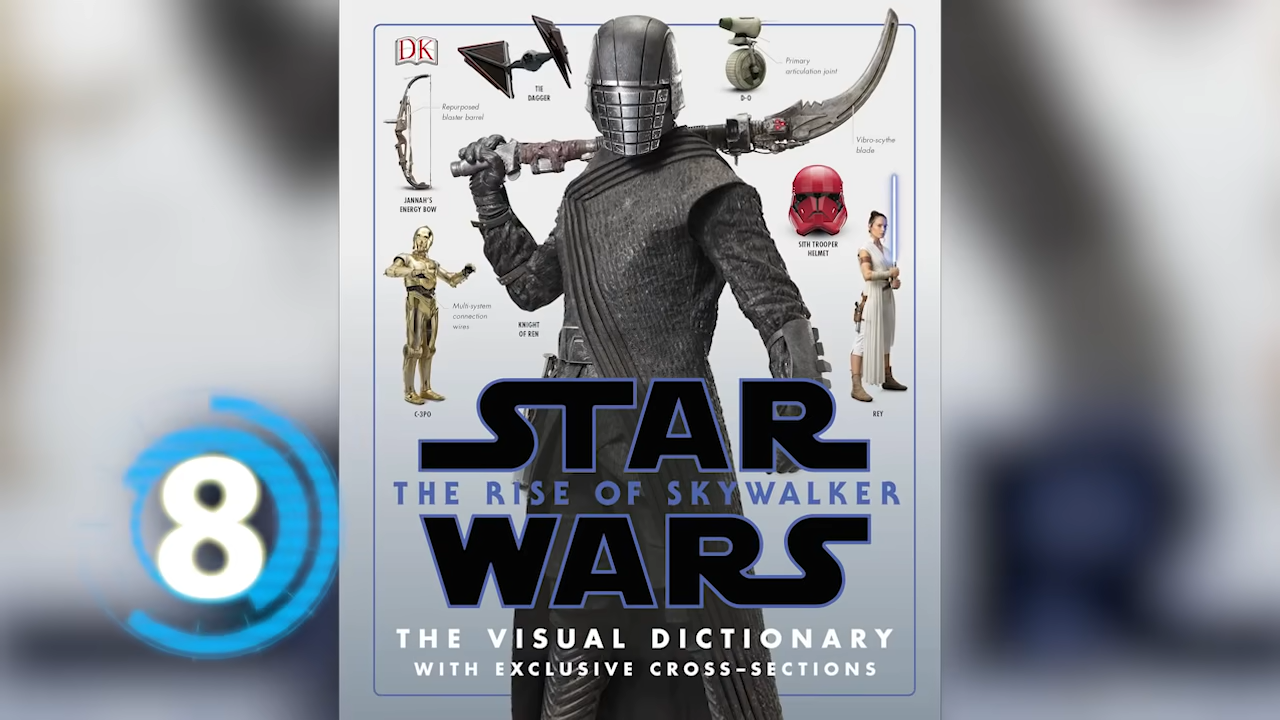 DK
TIE
DAGGER
Primary
articulation joint
D-O
Repurposed
blaster barrel
Vibro-scythe
blade
JANNAH'S
ENERGY BOW
SITH TROOPER
HELMET
Multi-system
connection
wires
KNIGHT
OF REN
C-3PO
REY
STAR
THE RISE OF SKYWALKER
WARS
THE VISUAL DICTIONARY
WITH EXCLUSIVE CROSS-SECTIONS
8